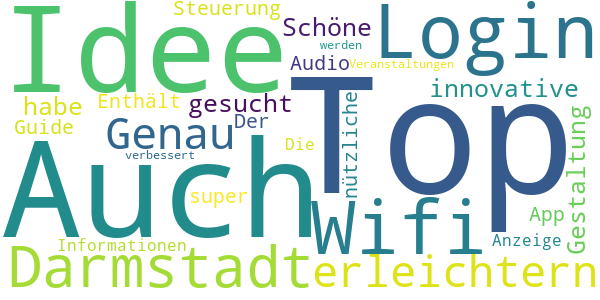 Steuerung
Idee
Schöne
Login
werden
Audio
Veranstaltungen
Top
innovative
habe
Enthält
gesucht
nützliche
Gestaltung
Guide
Genau
Der
Auch
Die
verbessert
super
Wifi
App
Informationen
Anzeige
Darmstadt
erleichtern